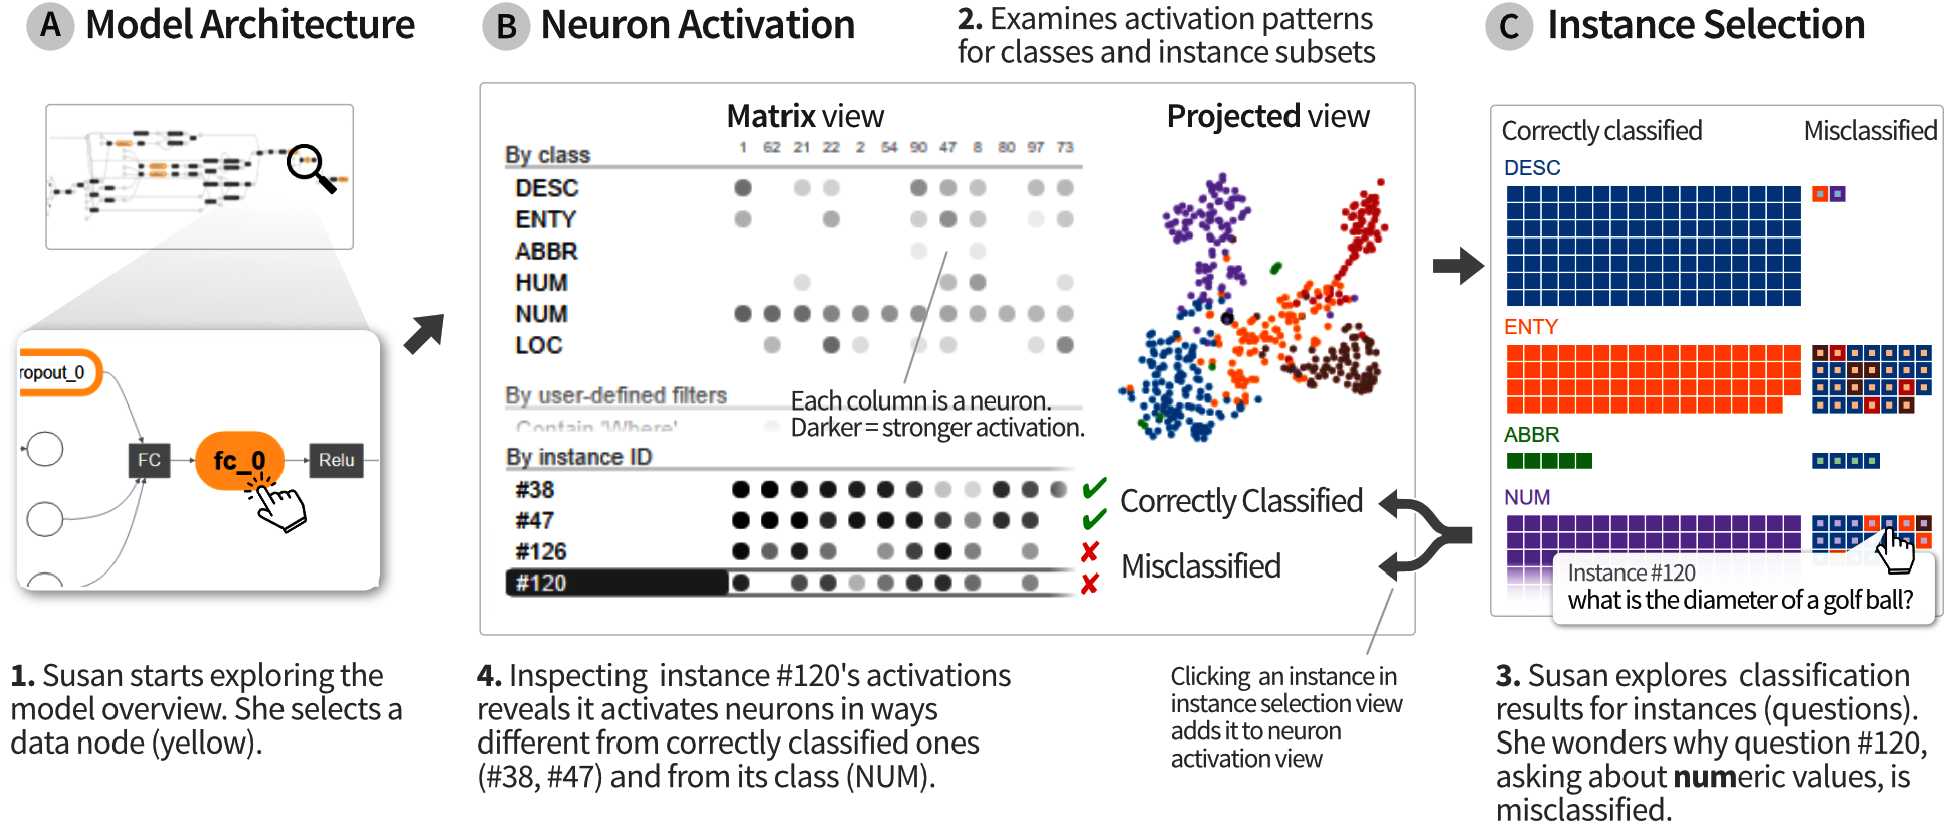 A Model Architecture
ropout_0
FC
fc_0
Relu
1. Susan starts exploring the
model overview. She selects a
data node (yellow).
B Neuron Activation
2. Examines activation patterns
for classes and instance subsets
Matrix view
By class 1 62 21 22 2 54 90 47 8 80 97 73
DESC
ENTY
ABBR
HUM
NUM
LOC
By user-defined filters
Contain 'Where'
Each column is a neuron.
Darker = stronger activation.
By instance ID
#38
#47
#126
#120
Projected view
Correctly Classified
Misclassified
4. Inspecting instance #120's activations
reveals it activates neurons in ways
different from correctly classified ones
(#38, #47) and from its class (NUM).
Clicking an instance in
instance selection view
adds it to neuron
activation view
C Instance Selection
Correctly classified Misclassified
DESC
ENTY
ABBR
NUM
Instance #120
what is the diameter of a golf ball?
3. Susan explores classification
results for instances (questions).
She wonders why question #120,
asking about numeric values, is
misclassified.